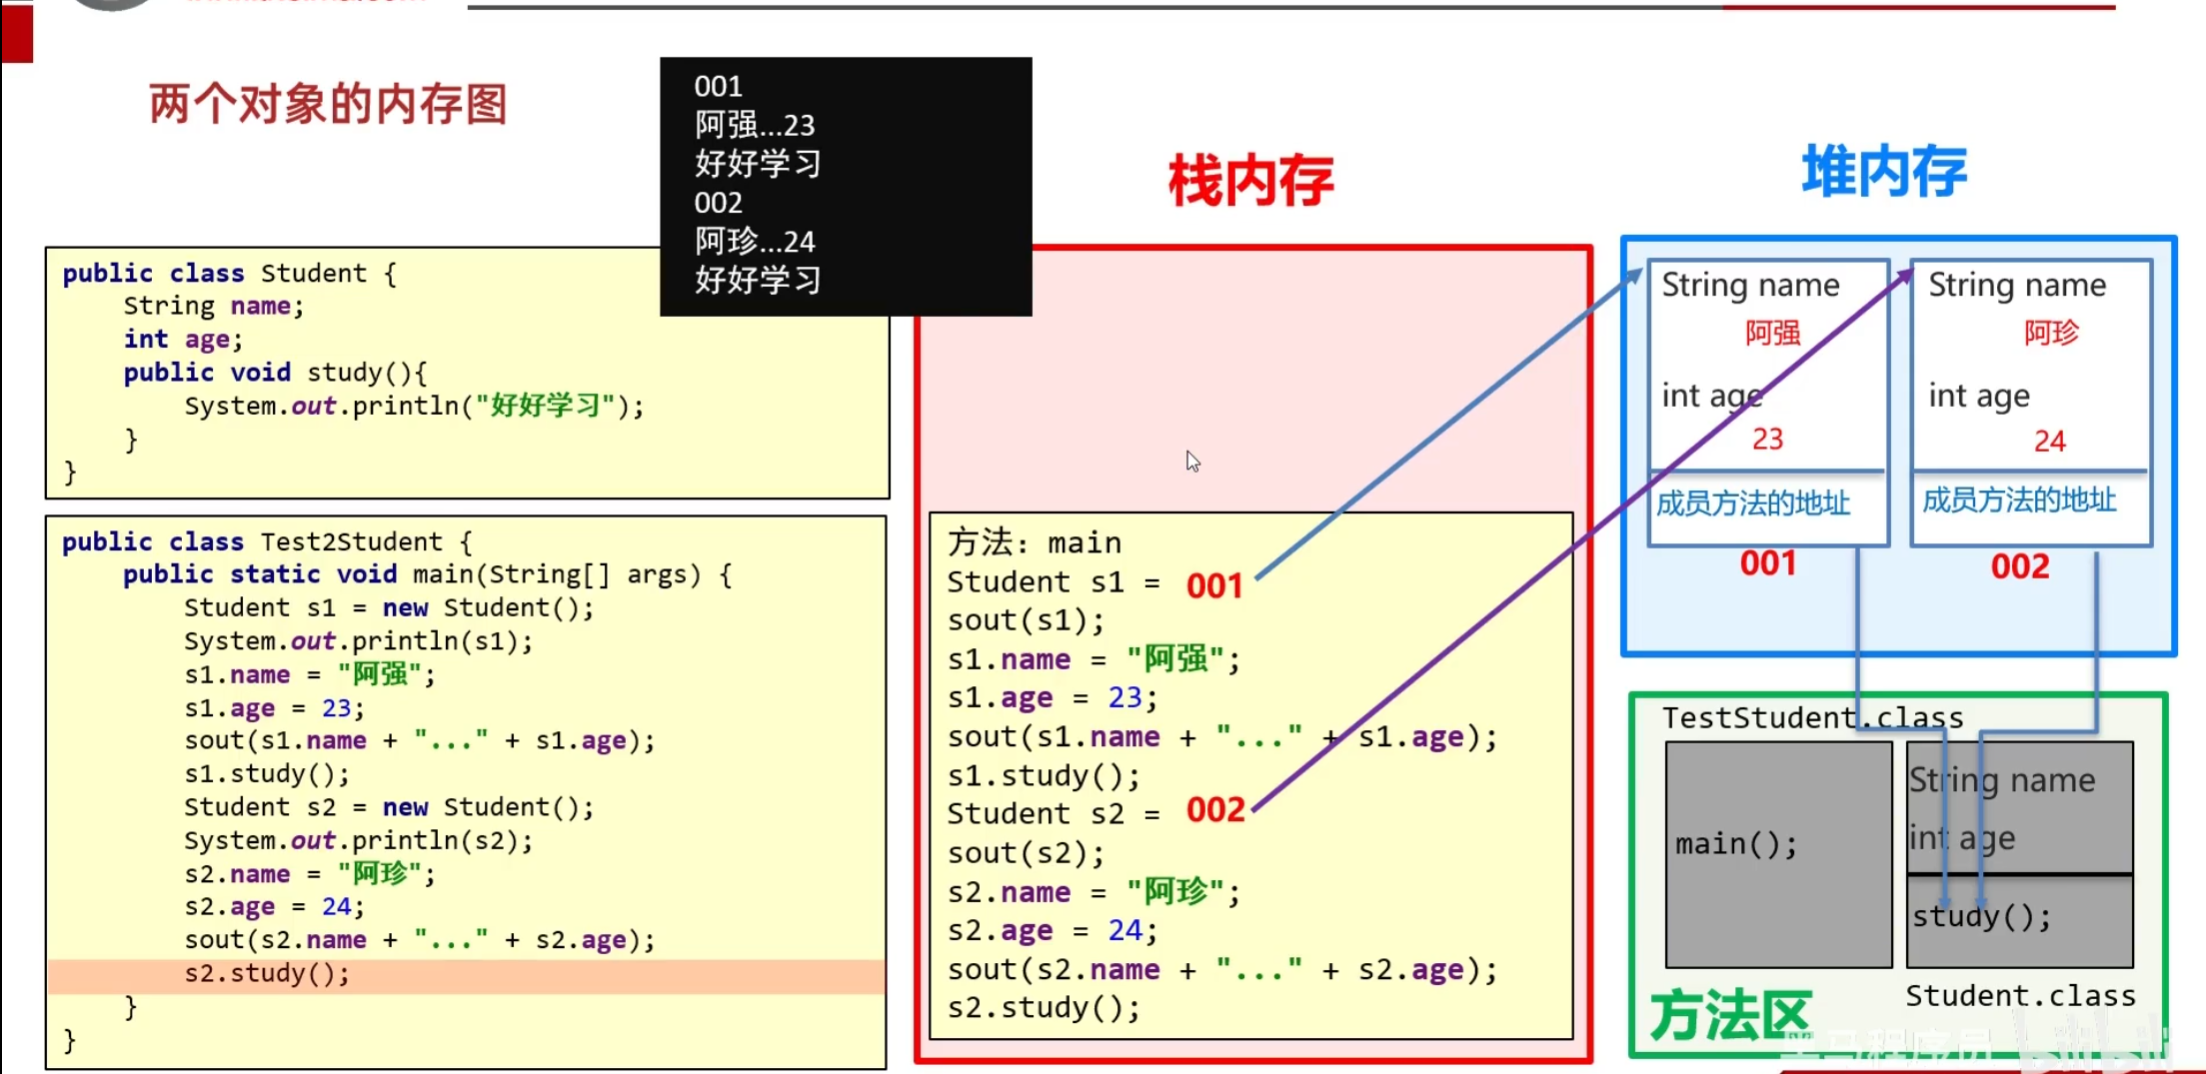 两个对象的内存图
001
阿强...23
好好学习
002
阿珍...24
好好学习
public class Student {
String name;
int age;
public void study(){
System.out.println("好好学习");
}
}
public class Test2Student {
public static void main(String[] args) {
Student s1 = new Student();
System.out.println(s1);
s1.name = "阿强";
s1.age = 23;
sout(s1.name + "..." + s1.age);
s1.study();
Student s2 = new Student();
System.out.println(s2);
s2.name = "阿珍";
s2.age = 24;
sout(s2.name + "..." + s2.age);
s2.study();
}
}
栈内存
方法: main
Student s1 = 001
sout(s1);
s1.name = "阿强";
s1.age = 23;
sout(s1.name + "..." + s1.age);
s1.study();
Student s2 = 002
sout(s2);
s2.name = "阿珍";
s2.age = 24;
sout(s2.name + "..." + s2.age);
s2.study();
堆内存
String name
阿强
int age
23
成员方法的地址
001
String name
阿珍
int age
24
成员方法的地址
002
TestStudent.class
main();
String name
int age
study();
Student.class
方法区
黑马程序员